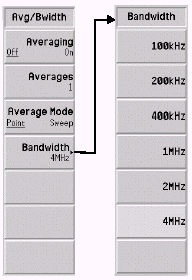 Avg/Bwidth
Averaging
Off On
Averages
1
Average Mode
Point Sweep
Bandwidth
4MHz
Bandwidth
100kHz
200kHz
400kHz
1MHz
2MHz
4MHz